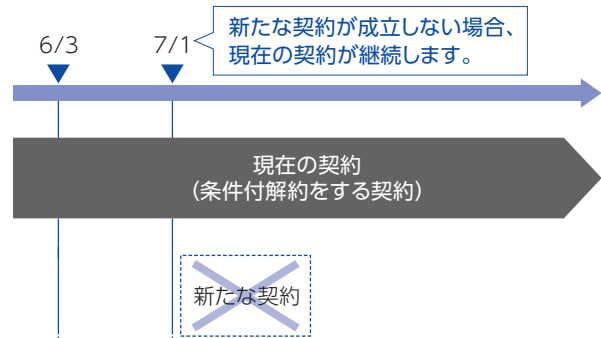 6/3
7/1
新たな契約が成立しない場合、
現在の契約が継続します。
現在の契約
(条件付解約をする契約)
新たな契約